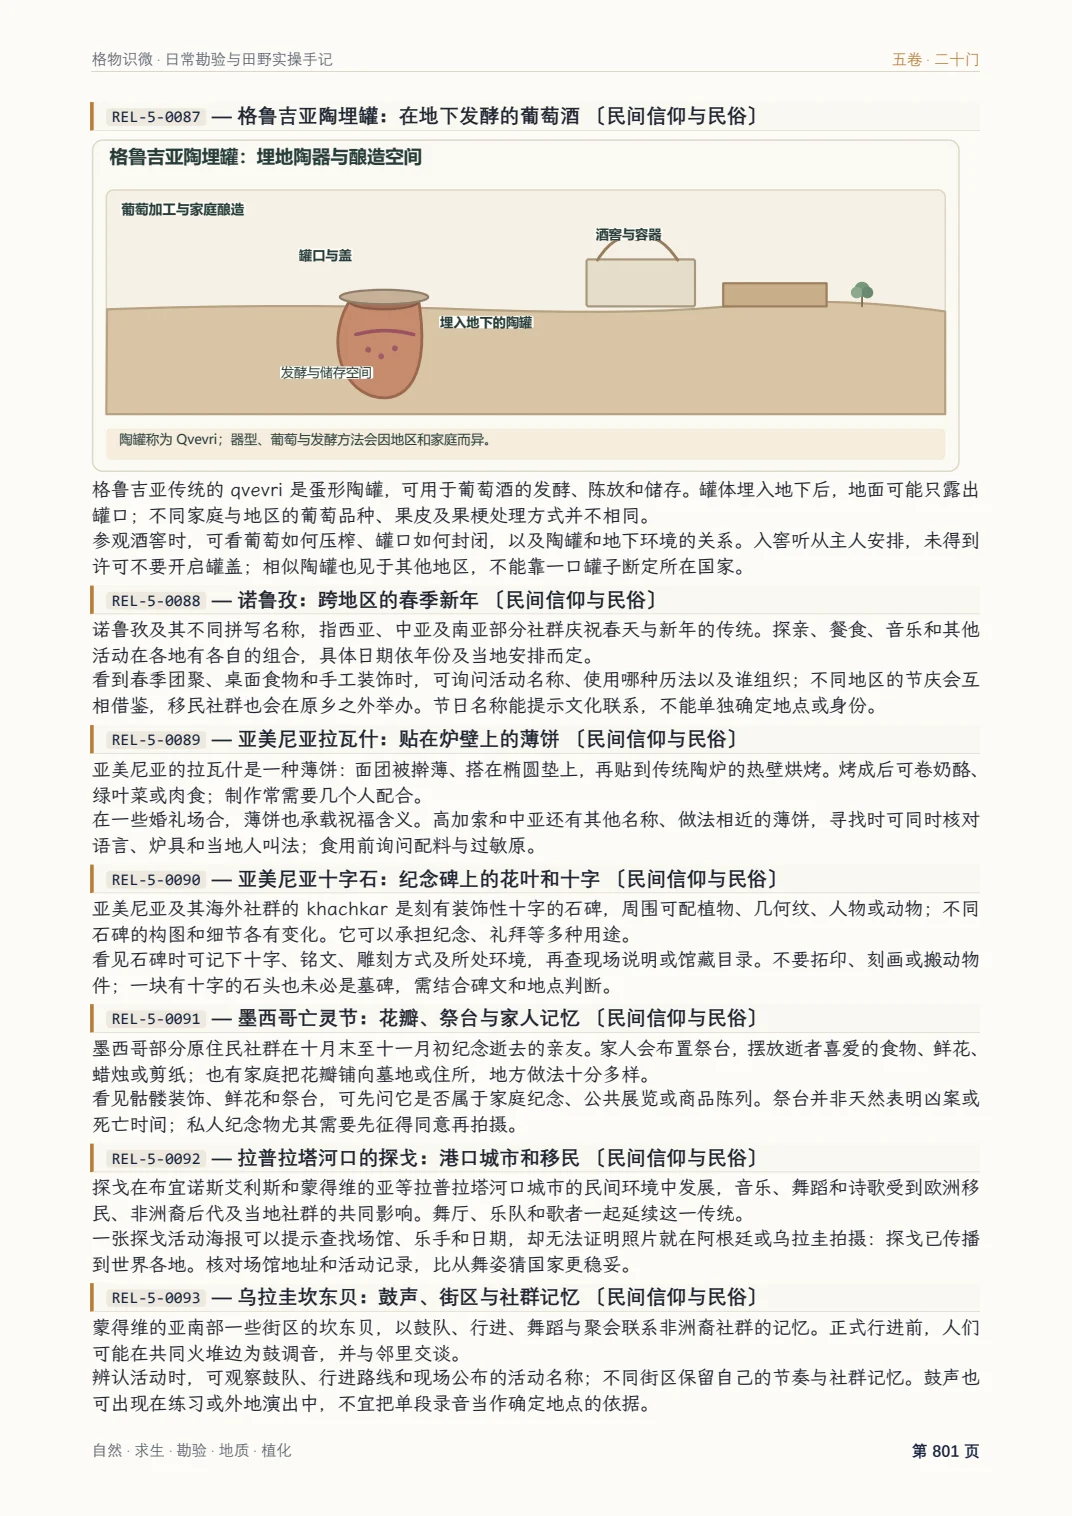 格物识微 · 日常勘验与田野实操手记
五卷 · 二十门
REL-5-0087 — 格鲁吉亚陶埋罐：在地下发酵的葡萄酒 〔民间信仰与民俗〕
格鲁吉亚陶埋罐：埋地陶器与酿造空间
葡萄加工与家庭酿造
酒窖与容器
罐口与盖
埋入地下的陶罐
发酵与储存空间
陶罐称为 Qvevri；器型、葡萄与发酵方法会因地区和家庭而异。
格鲁吉亚传统的 qvevri 是蛋形陶罐，可用于葡萄酒的发酵、陈放和储存。罐体埋入地下后，地面可能只露出
罐口；不同家庭与地区的葡萄品种、果皮及果梗处理方式并不相同。
参观酒窖时，可看葡萄如何压榨、罐口如何封闭，以及陶罐和地下环境的关系。入窖听从主人安排，未得到
许可不要开启罐盖；相似陶罐也见于其他地区，不能靠一口罐子断定所在国家。
REL-5-0088 — 诺鲁孜：跨地区的春季新年 〔民间信仰与民俗〕
诺鲁孜及其不同拼写名称，指西亚、中亚及南亚部分社群庆祝春天与新年的传统。探亲、餐食、音乐和其他
活动在各地有各自的组合，具体日期依年份及当地安排而定。
看到春季团聚、桌面食物和手工装饰时，可询问活动名称、使用哪种历法以及谁组织；不同地区的节庆会互
相借鉴，移民社群也会在原乡之外举办。节日名称能提示文化联系，不能单独确定地点或身份。
REL-5-0089 — 亚美尼亚拉瓦什：贴在炉壁上的薄饼 〔民间信仰与民俗〕
亚美尼亚的拉瓦什是一种薄饼：面团被擀薄、搭在椭圆垫上，再贴到传统陶炉的热壁烘烤。烤成后可卷奶酪、
绿叶菜或肉食；制作常需要几个人配合。
在一些婚礼场合，薄饼也承载祝福含义。高加索和中亚还有其他名称、做法相近的薄饼，寻找时可同时核对
语言、炉具和当地人叫法；食用前询问配料与过敏原。
REL-5-0090 — 亚美尼亚十字石：纪念碑上的花叶和十字 〔民间信仰与民俗〕
亚美尼亚及其海外社群的 khachkar 是刻有装饰性十字的石碑，周围可配植物、几何纹、人物或动物；不同
石碑的构图和细节各有变化。它可以承担纪念、礼拜等多种用途。
看见石碑时可记下十字、铭文、雕刻方式及所处环境，再查现场说明或馆藏目录。不要拓印、刻画或搬动物
件；一块有十字的石头也未必是墓碑，需结合碑文和地点判断。
REL-5-0091 — 墨西哥亡灵节：花瓣、祭台与家人记忆 〔民间信仰与民俗〕
墨西哥部分原住民社群在十月末至十一月初纪念逝去的亲友。家人会布置祭台，摆放逝者喜爱的食物、鲜花、
蜡烛或剪纸；也有家庭把花瓣铺向墓地或住所，地方做法十分多样。
看见骷髅装饰、鲜花和祭台，可先问它是否属于家庭纪念、公共展览或商品陈列。祭台并非天然表明凶案或
死亡时间；私人纪念物尤其需要先征得同意再拍摄。
REL-5-0092 — 拉普拉塔河口的探戈：港口城市和移民 〔民间信仰与民俗〕
探戈在布宜诺斯艾利斯和蒙得维的亚等拉普拉塔河口城市的民间环境中发展，音乐、舞蹈和诗歌受到欧洲移
民、非洲裔后代及当地社群的共同影响。舞厅、乐队和歌者一起延续这一传统。
一张探戈活动海报可以提示查找场馆、乐手和日期，却无法证明照片就在阿根廷或乌拉圭拍摄：探戈已传播
到世界各地。核对场馆地址和活动记录，比从舞姿猜国家更稳妥。
REL-5-0093 — 乌拉圭坎东贝：鼓声、街区与社群记忆 〔民间信仰与民俗〕
蒙得维的亚南部一些街区的坎东贝，以鼓队、行进、舞蹈与聚会联系非洲裔社群的记忆。正式行进前，人们
可能在共同火堆边为鼓调音，并与邻里交谈。
辨认活动时，可观察鼓队、行进路线和现场公布的活动名称；不同街区保留自己的节奏与社群记忆。鼓声也
可出现在练习或外地演出中，不宜把单段录音当作确定地点的依据。
自然 · 求生 · 勘验 · 地质 · 植化
第 801 页